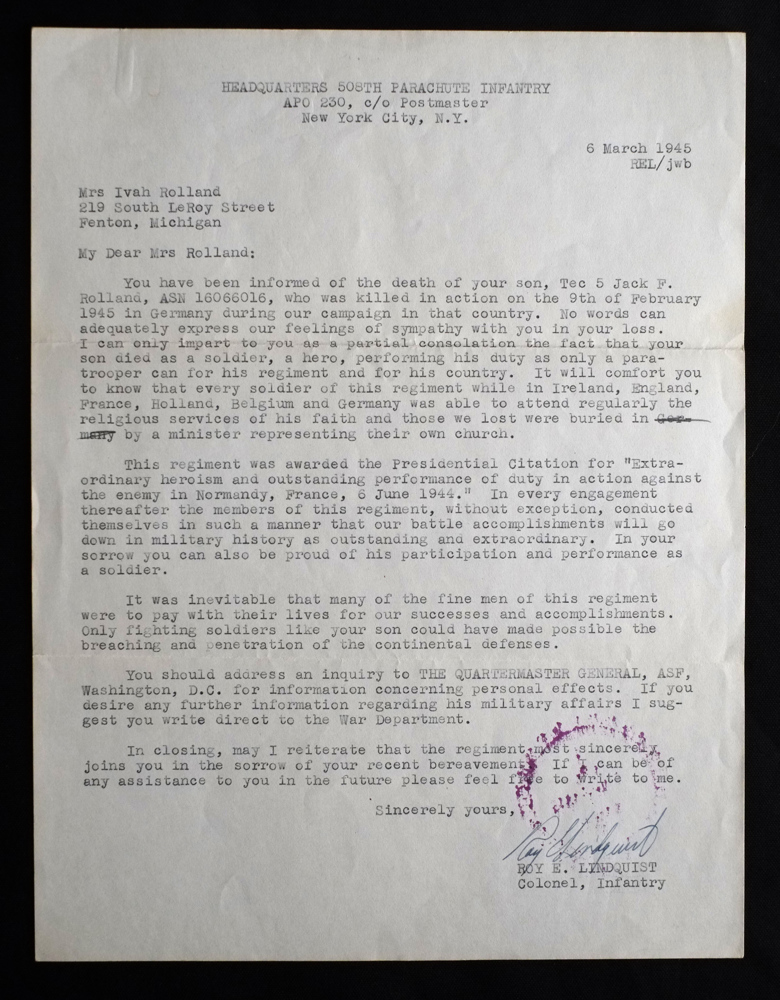 HEADQUARTERS 508TH PARACHUTE INFANTRY
APO 230, c/o Postmaster
New York City, N.Y.
6 March 1945
REL/jwb
Mrs Ivah Rolland
219 South LeRoy Street
Fenton, Michigan
My Dear Mrs Rolland:
You have been informed of the death of your son, Tec 5 Jack F.
Rolland, ASN 16066016, who was killed in action on the 9th of February
1945 in Germany during our campaign in that country. No words can
adequately express our feelings of sympathy with you in your loss.
I can only impart to you as a partial consolation the fact that your
son died as a soldier, a hero, performing his duty as only a para-
trooper can for his regiment and for his country. It will comfort you
to know that every soldier of this regiment while in Ireland, England,
France, Holland, Belgium and Germany was able to attend regularly the
religious services of his faith and those we lost were buried in Ger-
many by a minister representing their own church.
This regiment was awarded the Presidential Citation for "Extra-
ordinary heroism and outstanding performance of duty in action against
the enemy in Normandy, France, 6 June 1944." In every engagement
thereafter the members of this regiment, without exception, conducted
themselves in such a manner that our battle accomplishments will go
down in military history as outstanding and extraordinary. In your
sorrow you can also be proud of his participation and performance as
a soldier.
It was inevitable that many of the fine men of this regiment
were to pay with their lives for our successes and accomplishments.
Only fighting soldiers like your son could have made possible the
breaching and penetration of the continental defenses.
You should address an inquiry to THE QUARTERMASTER GENERAL, ASF,
Washington, D.C. for information concerning personal effects. If you
desire any further information regarding his military affairs I sug-
gest you write direct to the War Department.
In closing, may I reiterate that the regiment most sincerely
joins you in the sorrow of your recent bereavement. If I can be of
any assistance to you in the future please feel free to write to me.
Sincerely yours,
Roy E Lindquist
ROY E. LINDQUIST
Colonel, Infantry